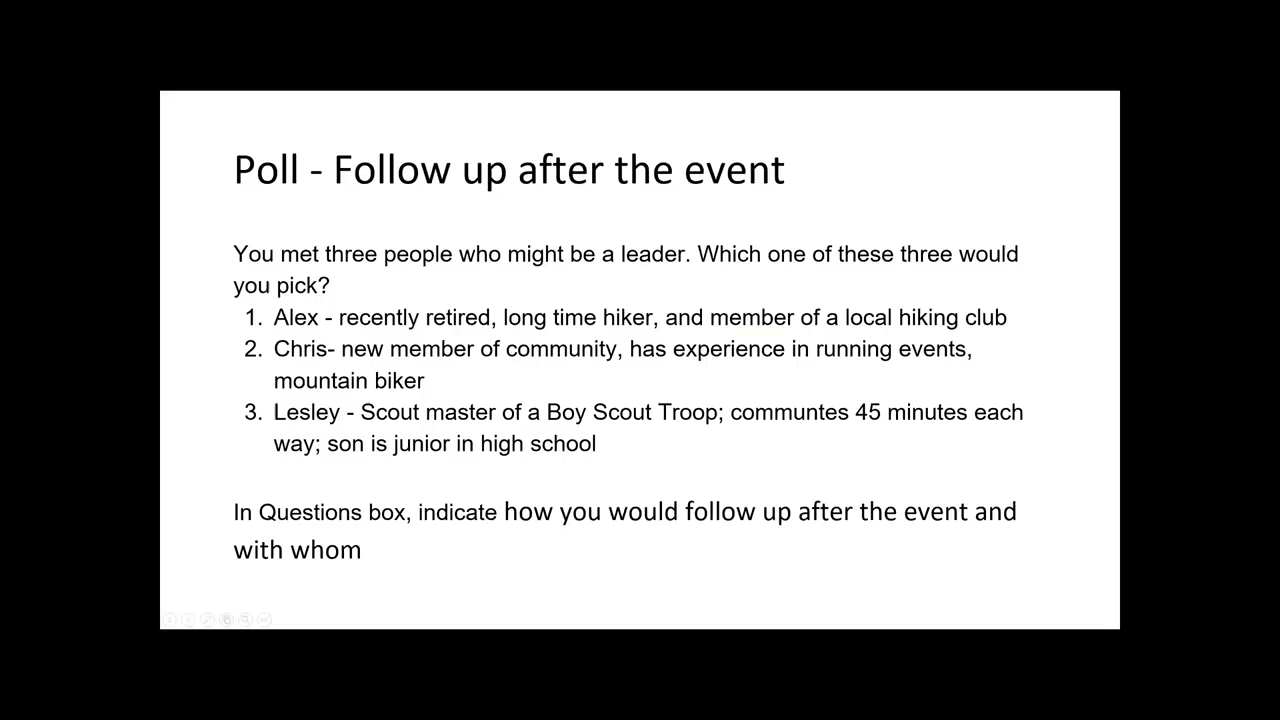 Poll - Follow up after the event
You met three people who might be a leader. Which one of these three would
you pick?
1. Alex - recently retired, long time hiker, and member of a local hiking club
2. Chris- new member of community, has experience in running events,
mountain biker
3. Lesley - Scout master of a Boy Scout Troop; communtes 45 minutes each
way; son is junior in high school
In Questions box, indicate how you would follow up after the event and
with whom